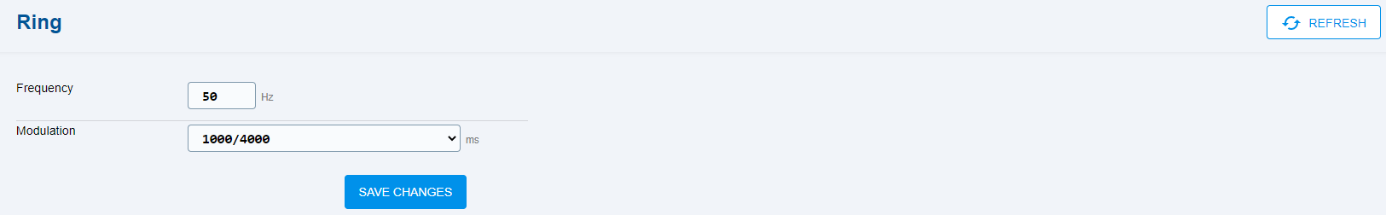 Ring
REFRESH
Frequency
50 Hz
Modulation
1000/4000 ms
SAVE CHANGES